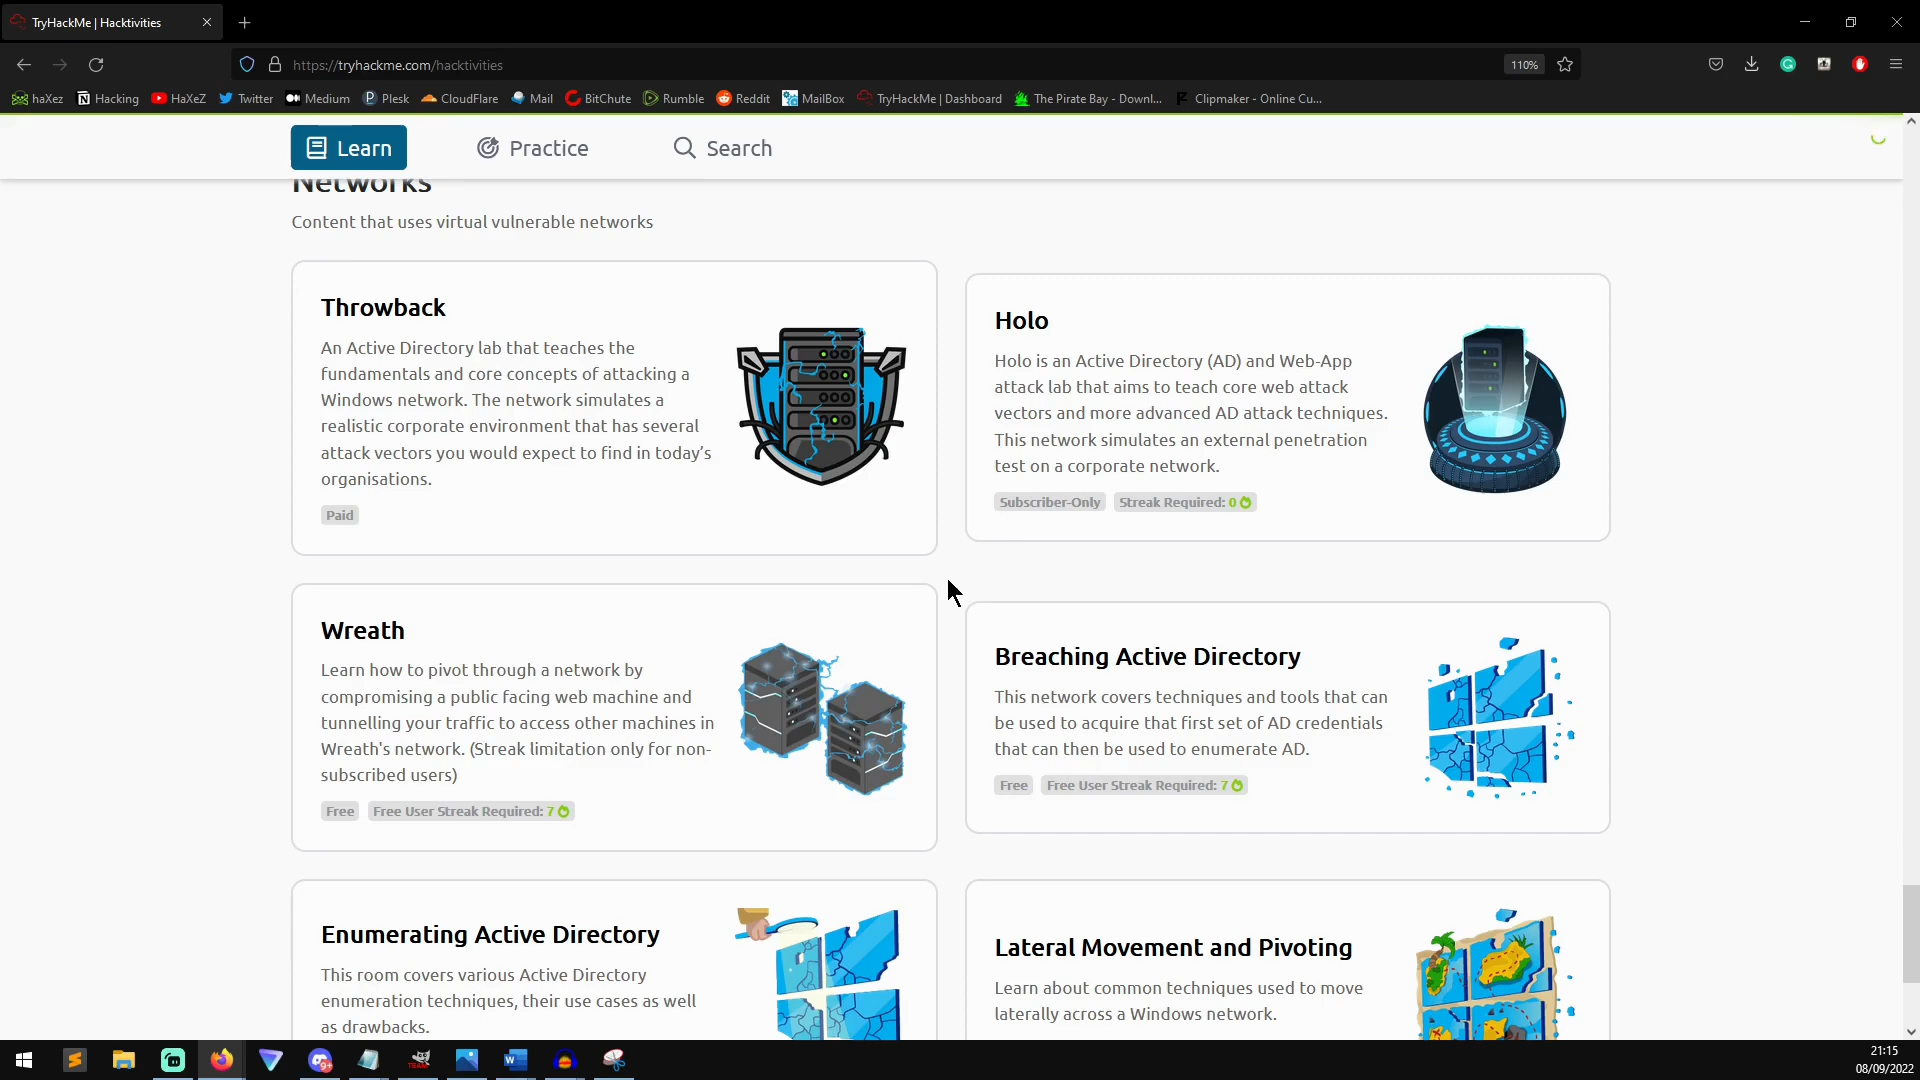 TryHackMe | Hacktivities
https://tryhackme.com/hacktivities
110%
haXez
Hacking
HaXeZ
Twitter
Medium
Plesk
CloudFlare
Mail
BitChute
Rumble
Reddit
MailBox
TryHackMe | Dashboard
The Pirate Bay - Downl...
Clipmaker - Online Cu...
Learn
Practice
Search
Networks
Content that uses virtual vulnerable networks
Throwback
An Active Directory lab that teaches the
fundamentals and core concepts of attacking a
Windows network. The network simulates a
realistic corporate environment that has several
attack vectors you would expect to find in today’s
organisations.
Paid
Holo
Holo is an Active Directory (AD) and Web-App
attack lab that aims to teach core web attack
vectors and more advanced AD attack techniques.
This network simulates an external penetration
test on a corporate network.
Subscriber-Only
Streak Required: 0
Wreath
Learn how to pivot through a network by
compromising a public facing web machine and
tunnelling your traffic to access other machines in
Wreath's network. (Streak limitation only for non-
subscribed users)
Free
Free User Streak Required: 7
Breaching Active Directory
This network covers techniques and tools that can
be used to acquire that first set of AD credentials
that can then be used to enumerate AD.
Free
Free User Streak Required: 7
Enumerating Active Directory
This room covers various Active Directory
enumeration techniques, their use cases as well
as drawbacks.
Lateral Movement and Pivoting
Learn about common techniques used to move
laterally across a Windows network.
9+
TEAM
21:15
08/09/2022